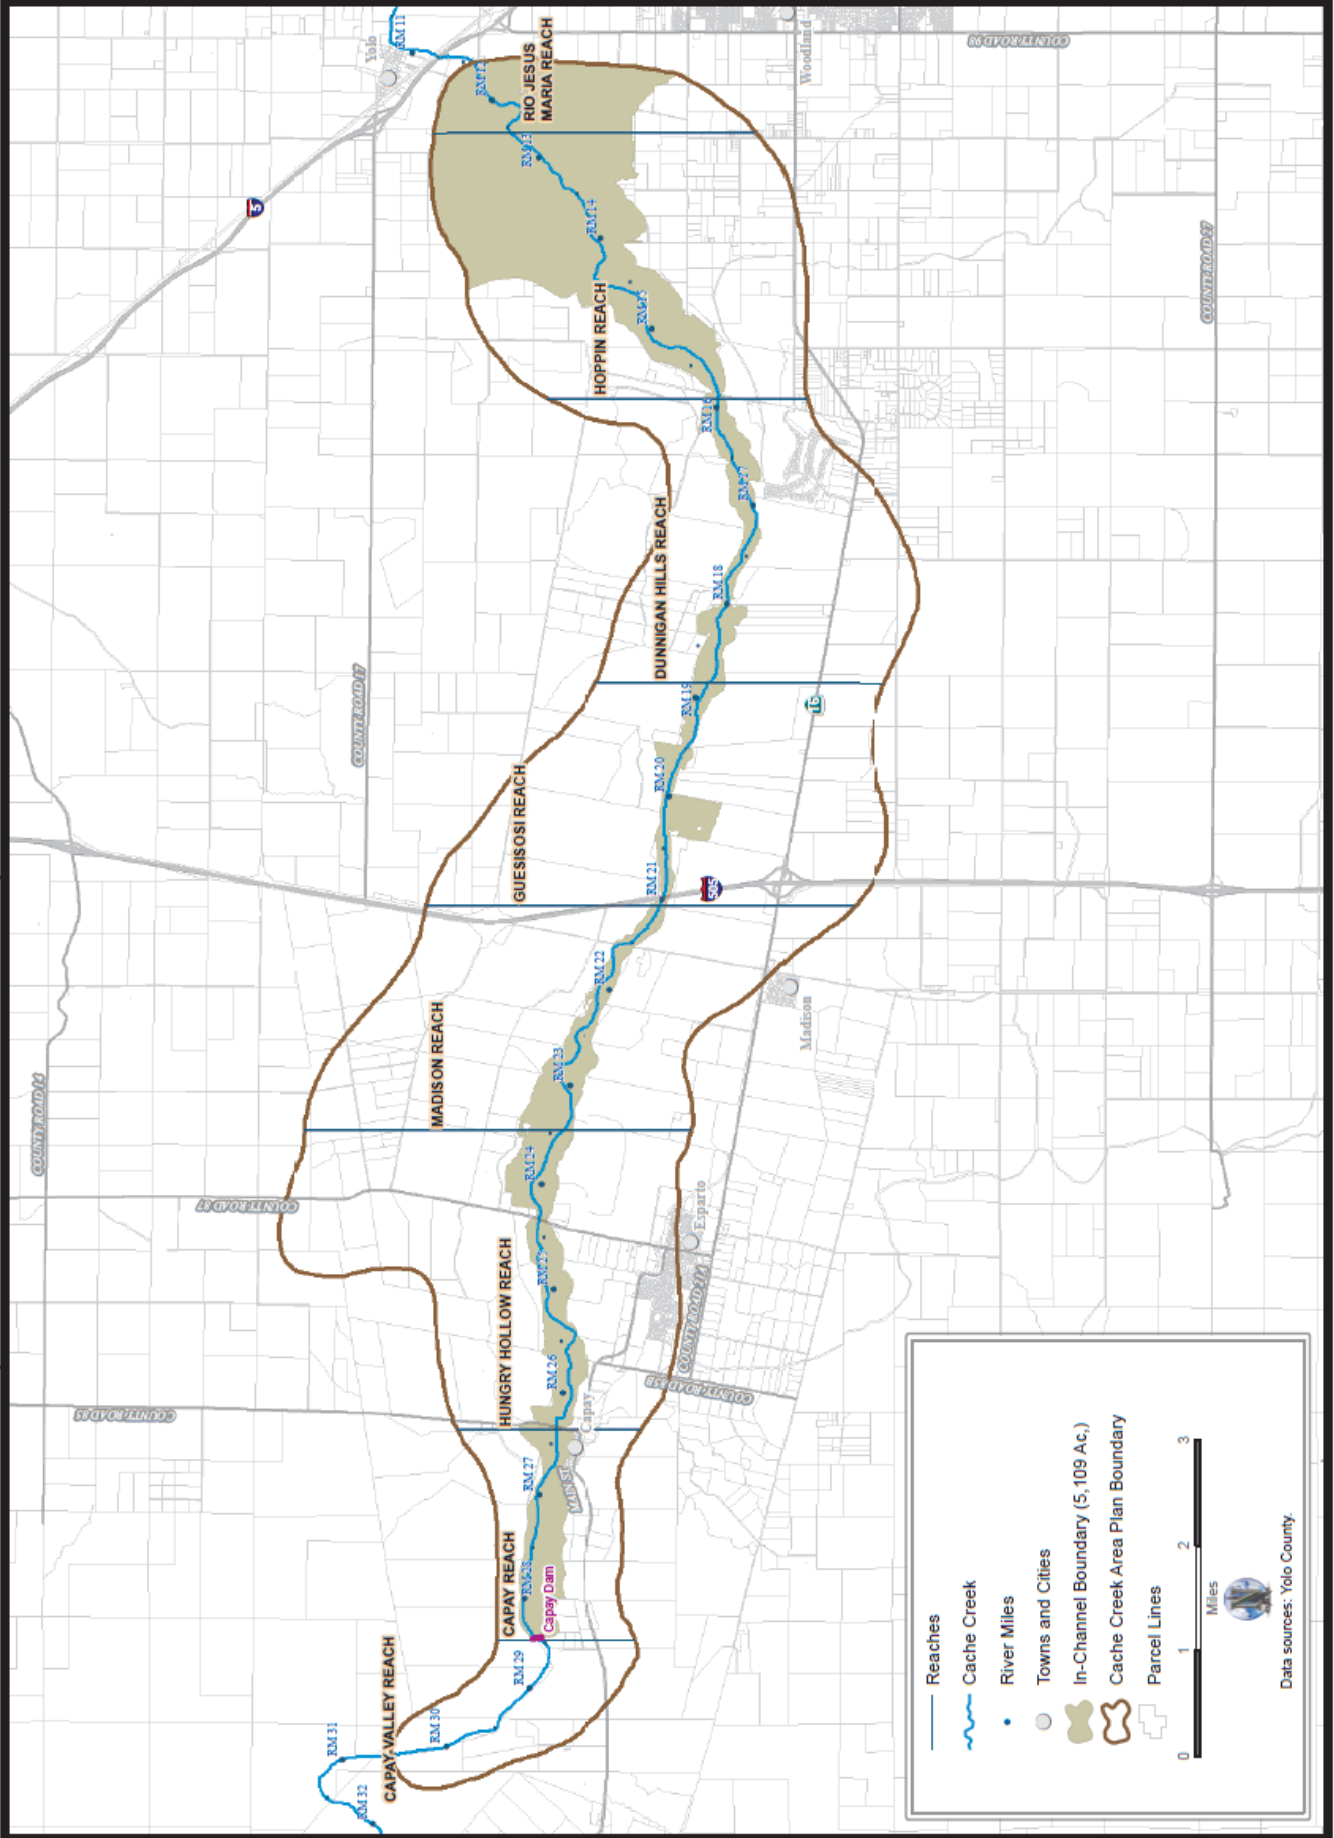 RM 11
Yolo
RM 12
RIO JESUS
MARIA REACH
Woodland
COUNTY ROAD 98
RM 13
5
RM 14
COUNTY ROAD 27
HOPPIN REACH
RM 15
RM 16
RM 17
DUNNIGAN HILLS REACH
RM 18
COUNTY ROAD 17
RM 19
16
GUESISOSI REACH
RM 20
RM 21
505
RM 22
Madison
MADISON REACH
RM 23
COUNTY ROAD 14
RM 24
COUNTY ROAD 87
Esparto
HUNGRY HOLLOW REACH
RM 25
COUNTY ROAD 21A
RM 26
COUNTY ROAD 85B
COUNTY ROAD 85
Capay
RM 27
MAIN ST
CAPAY REACH
RM 28
Capay Dam
RM 29
CAPAY VALLEY REACH
RM 30
RM 31
RM 32
Reaches
Cache Creek
River Miles
Towns and Cities
In-Channel Boundary (5,109 Ac,)
Cache Creek Area Plan Boundary
Parcel Lines
0 1 2 3
Miles
N
Data sources: Yolo County.